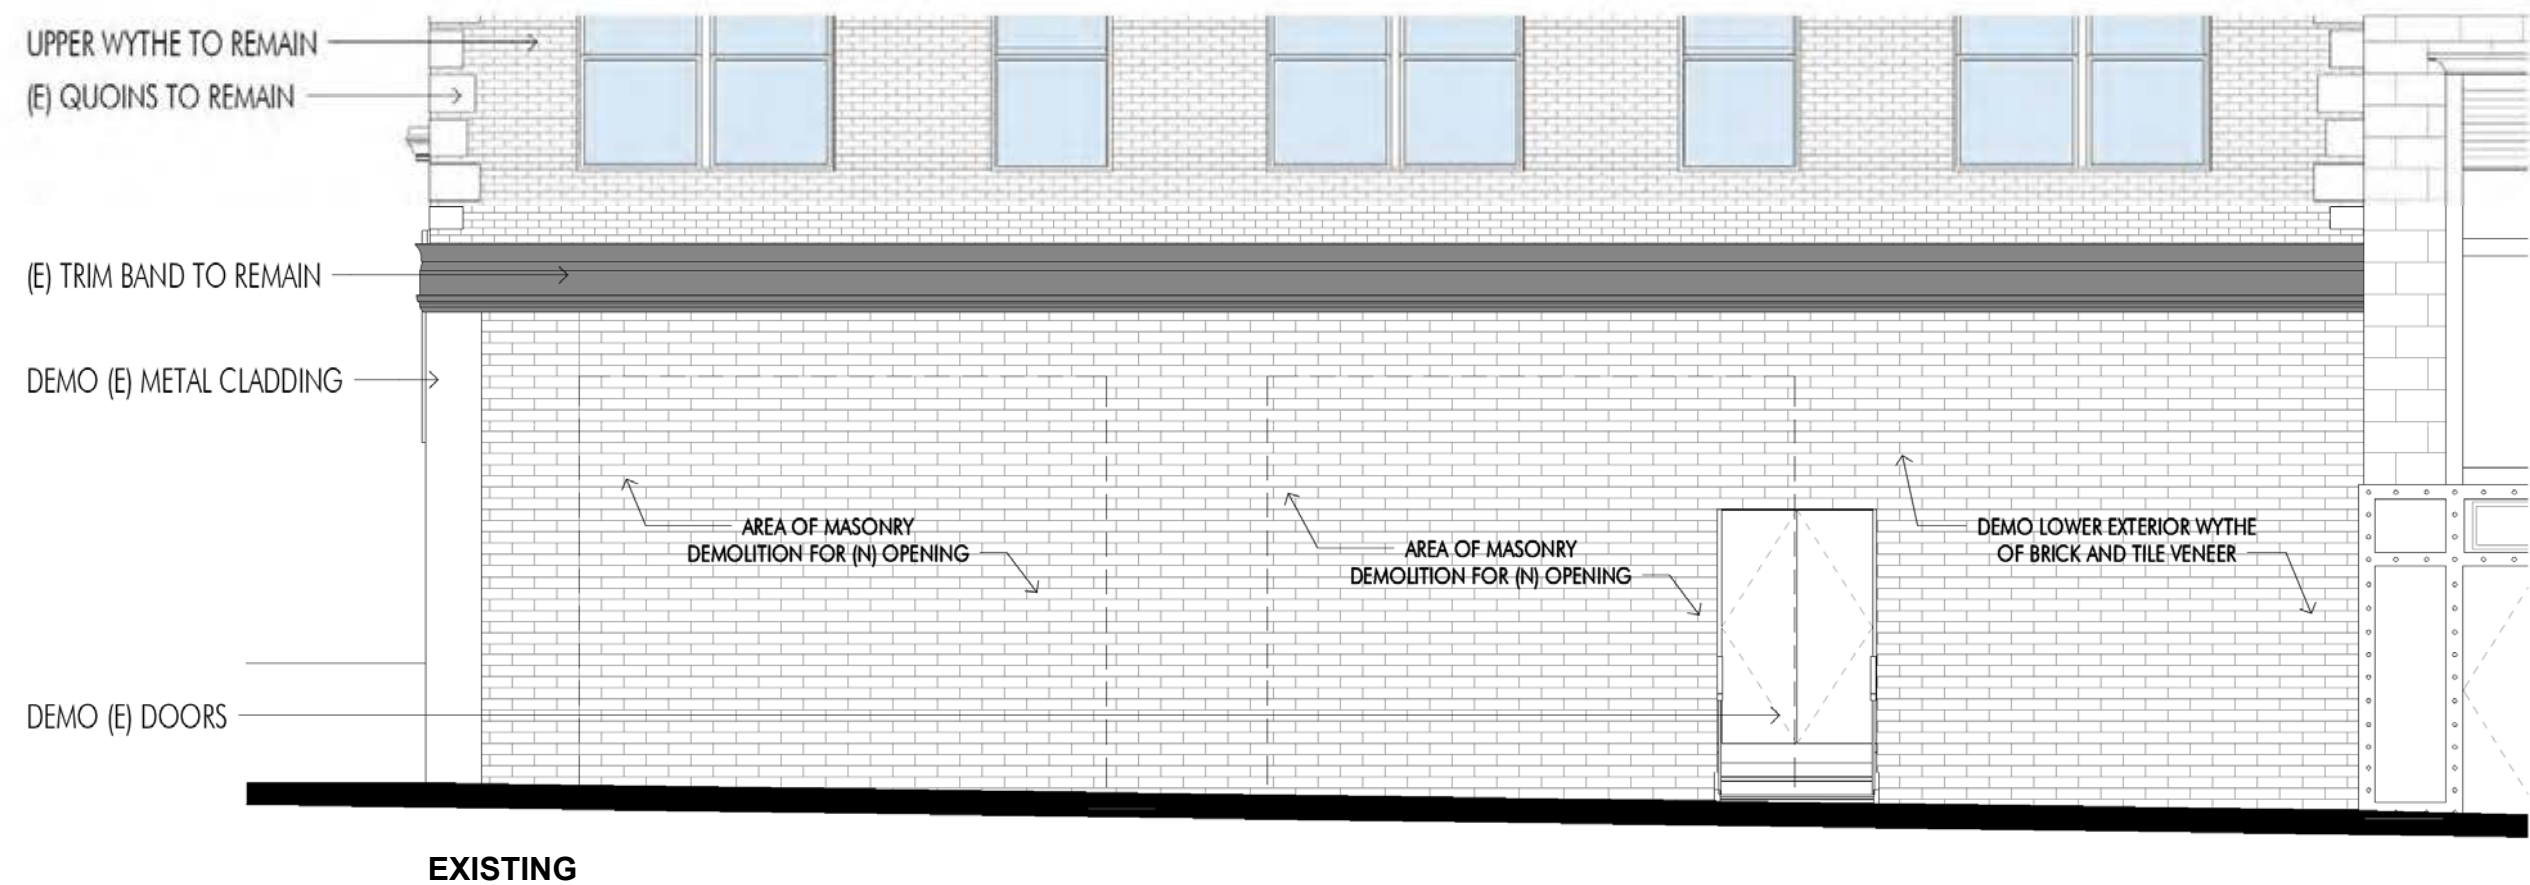 UPPER WYTHE TO REMAIN
(E) QUOINS TO REMAIN
(E) TRIM BAND TO REMAIN
DEMO (E) METAL CLADDING
AREA OF MASONRY
DEMOLITION FOR (N) OPENING
AREA OF MASONRY
DEMOLITION FOR (N) OPENING
DEMO LOWER EXTERIOR WYTHE
OF BRICK AND TILE VENEER
DEMO (E) DOORS
EXISTING